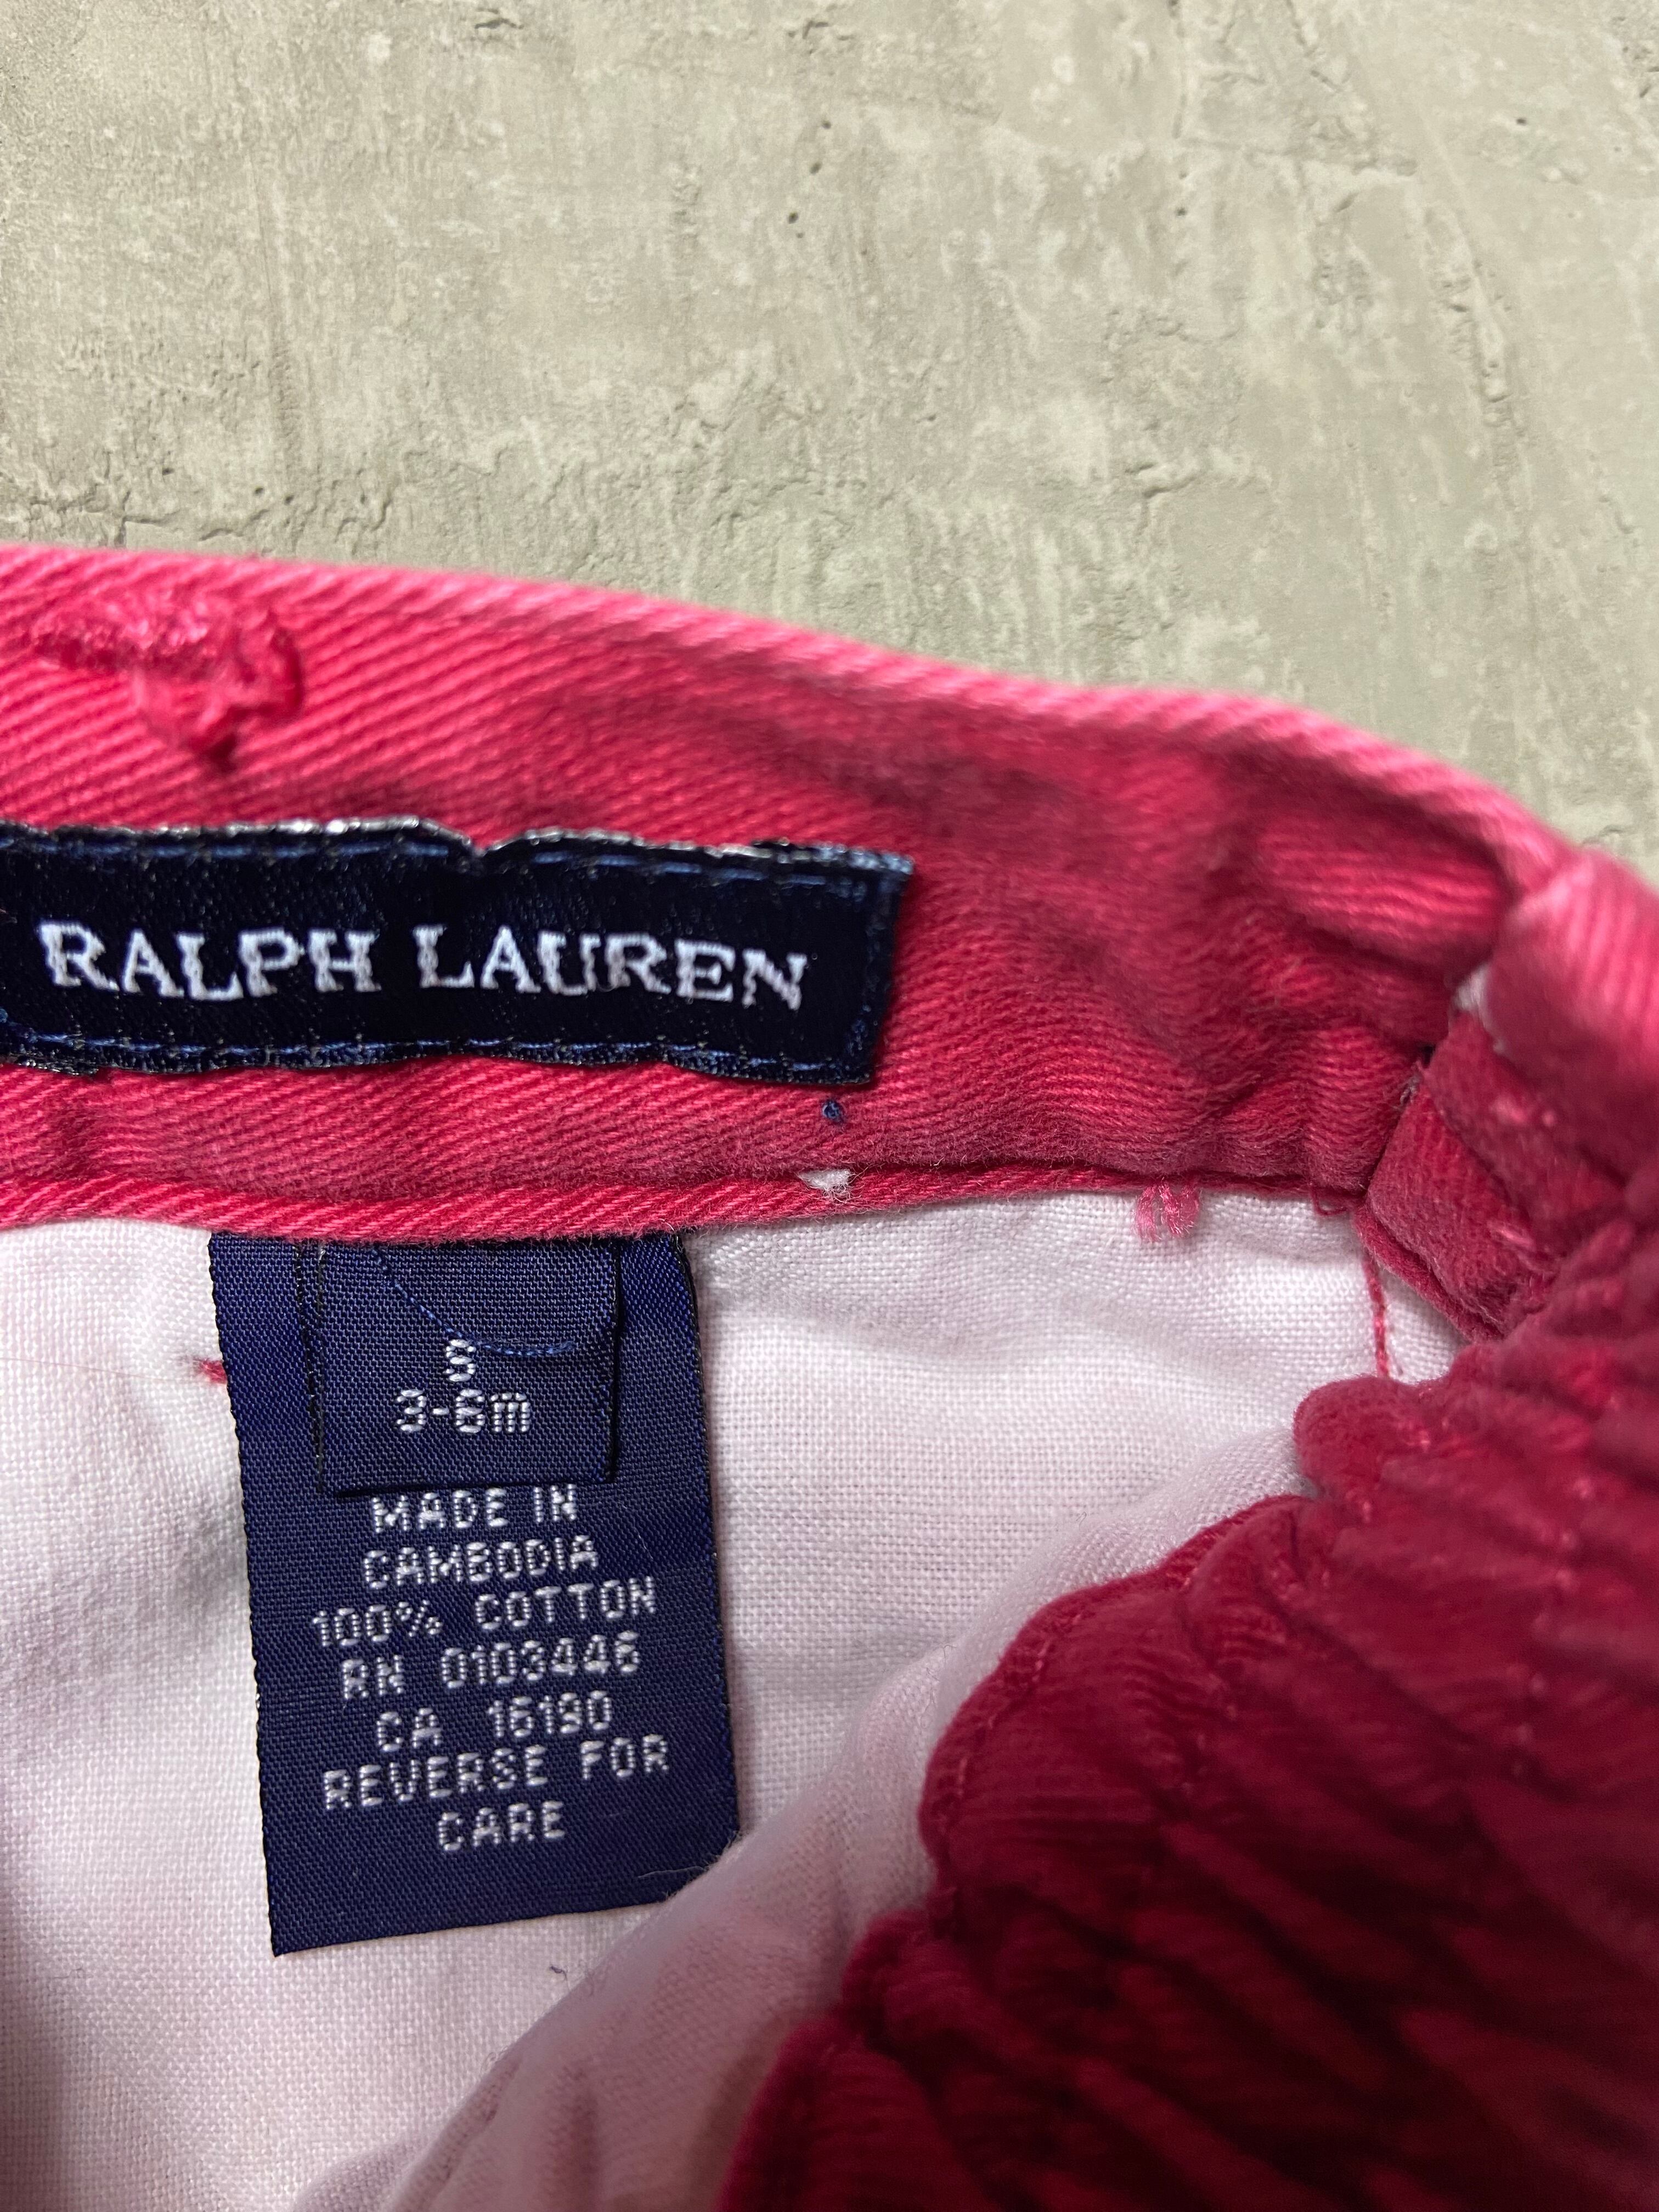 RALPH LAUREN
S
3-6m
MADE IN
CAMBODIA
100% COTTON
RN 0103446
CA 16190
REVERSE FOR
CARE